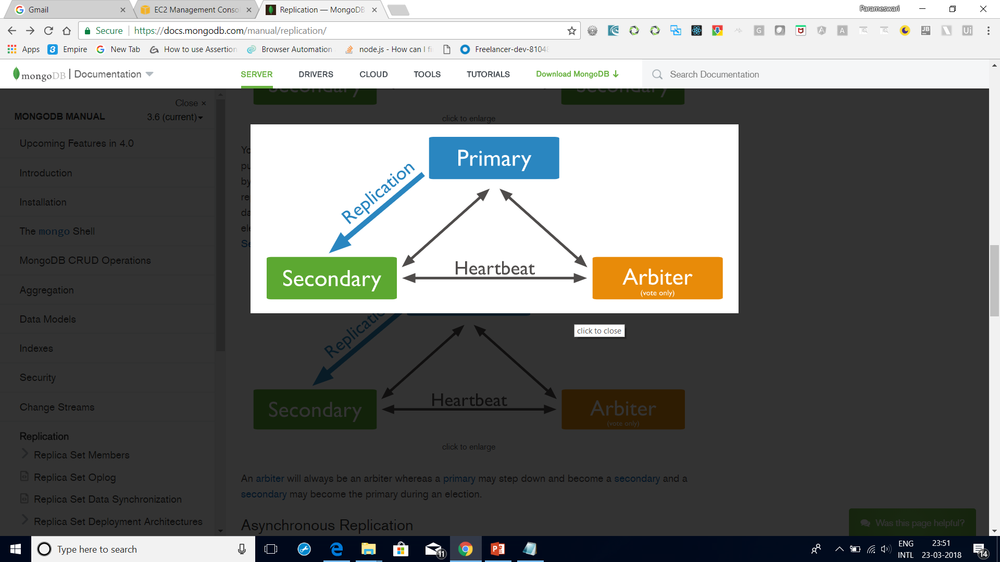 Gmail
EC2 Management Conso
Replication — MongoDB
Parameswari
Secure
https://docs.mongodb.com/manual/replication/
Apps
Empire
New Tab
How to use Assertion
Browser Automation
node.js - How can I fi
Freelancer-dev-81048
mongoDB
Documentation
SERVER
DRIVERS
CLOUD
TOOLS
TUTORIALS
Download MongoDB
Search Documentation
Close ×
MONGODB MANUAL
3.6 (current)
Upcoming Features in 4.0
Introduction
Installation
The mongo Shell
MongoDB CRUD Operations
Aggregation
Data Models
Indexes
Security
Change Streams
Replication
Replica Set Members
Replica Set Oplog
Replica Set Data Synchronization
Replica Set Deployment Architectures
Secondary
Secondary
click to enlarge
Primary
Replication
Heartbeat
Secondary
Arbiter
(vote only)
click to close
Replication
Heartbeat
Secondary
Arbiter
(vote only)
click to enlarge
An arbiter will always be an arbiter whereas a primary may step down and become a secondary and a
secondary may become the primary during an election.
Asynchronous Replication
Was this page helpful?
Type here to search
11
ENG
INTL
23:51
23-03-2018
14